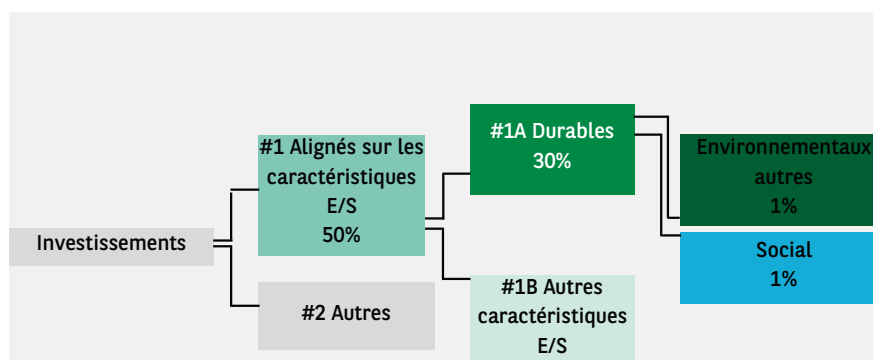 Investissements
#1 Alignés sur les
caractéristiques
E/S
50%
#2 Autres
#1A Durables
30%
#1B Autres
caractéristiques
E/S
Environnementaux
autres
1%
Social
1%